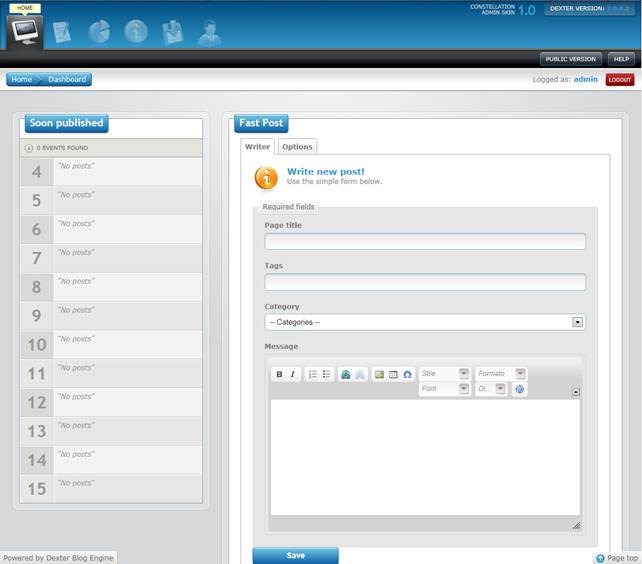 HOME
CONSTELLATION
ADMIN SKIN 1.0
DEXTER VERSION: 2.0.0.2
PUBLIC VERSION
HELP
Home
Dashboard
Logged as: admin
LOGOUT
Soon published
0 EVENTS FOUND
4 "No posts"
5 "No posts"
6 "No posts"
7 "No posts"
8 "No posts"
9 "No posts"
10 "No posts"
11 "No posts"
12 "No posts"
13 "No posts"
14 "No posts"
15 "No posts"
Fast Post
Writer
Options
Write new post!
Use the simple form below.
Required fields
Page title
Tags
Category
-- Categories --
Message
B I
Stile
Formato
Font
Di...
Save
Powered by Dexter Blog Engine
Page top